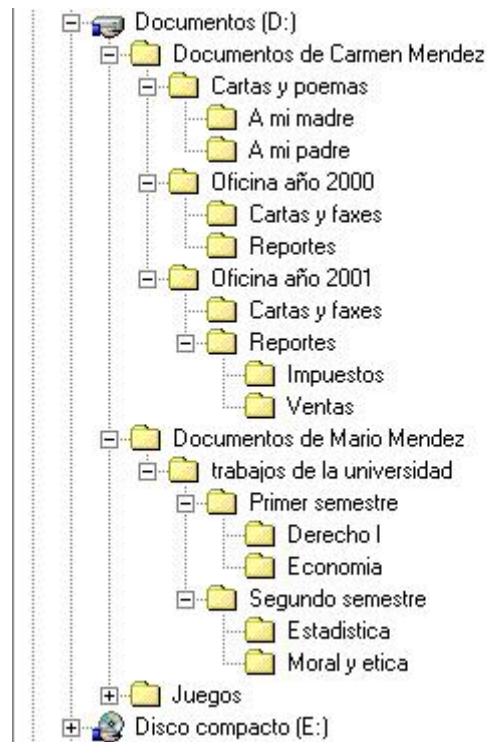 Documentos (D:)
Documentos de Carmen Mendez
Cartas y poemas
A mi madre
A mi padre
Oficina año 2000
Cartas y faxes
Reportes
Oficina año 2001
Cartas y faxes
Reportes
Impuestos
Ventas
Documentos de Mario Mendez
trabajos de la universidad
Primer semestre
Derecho I
Economia
Segundo semestre
Estadistica
Moral y etica
Juegos
Disco compacto (E:)